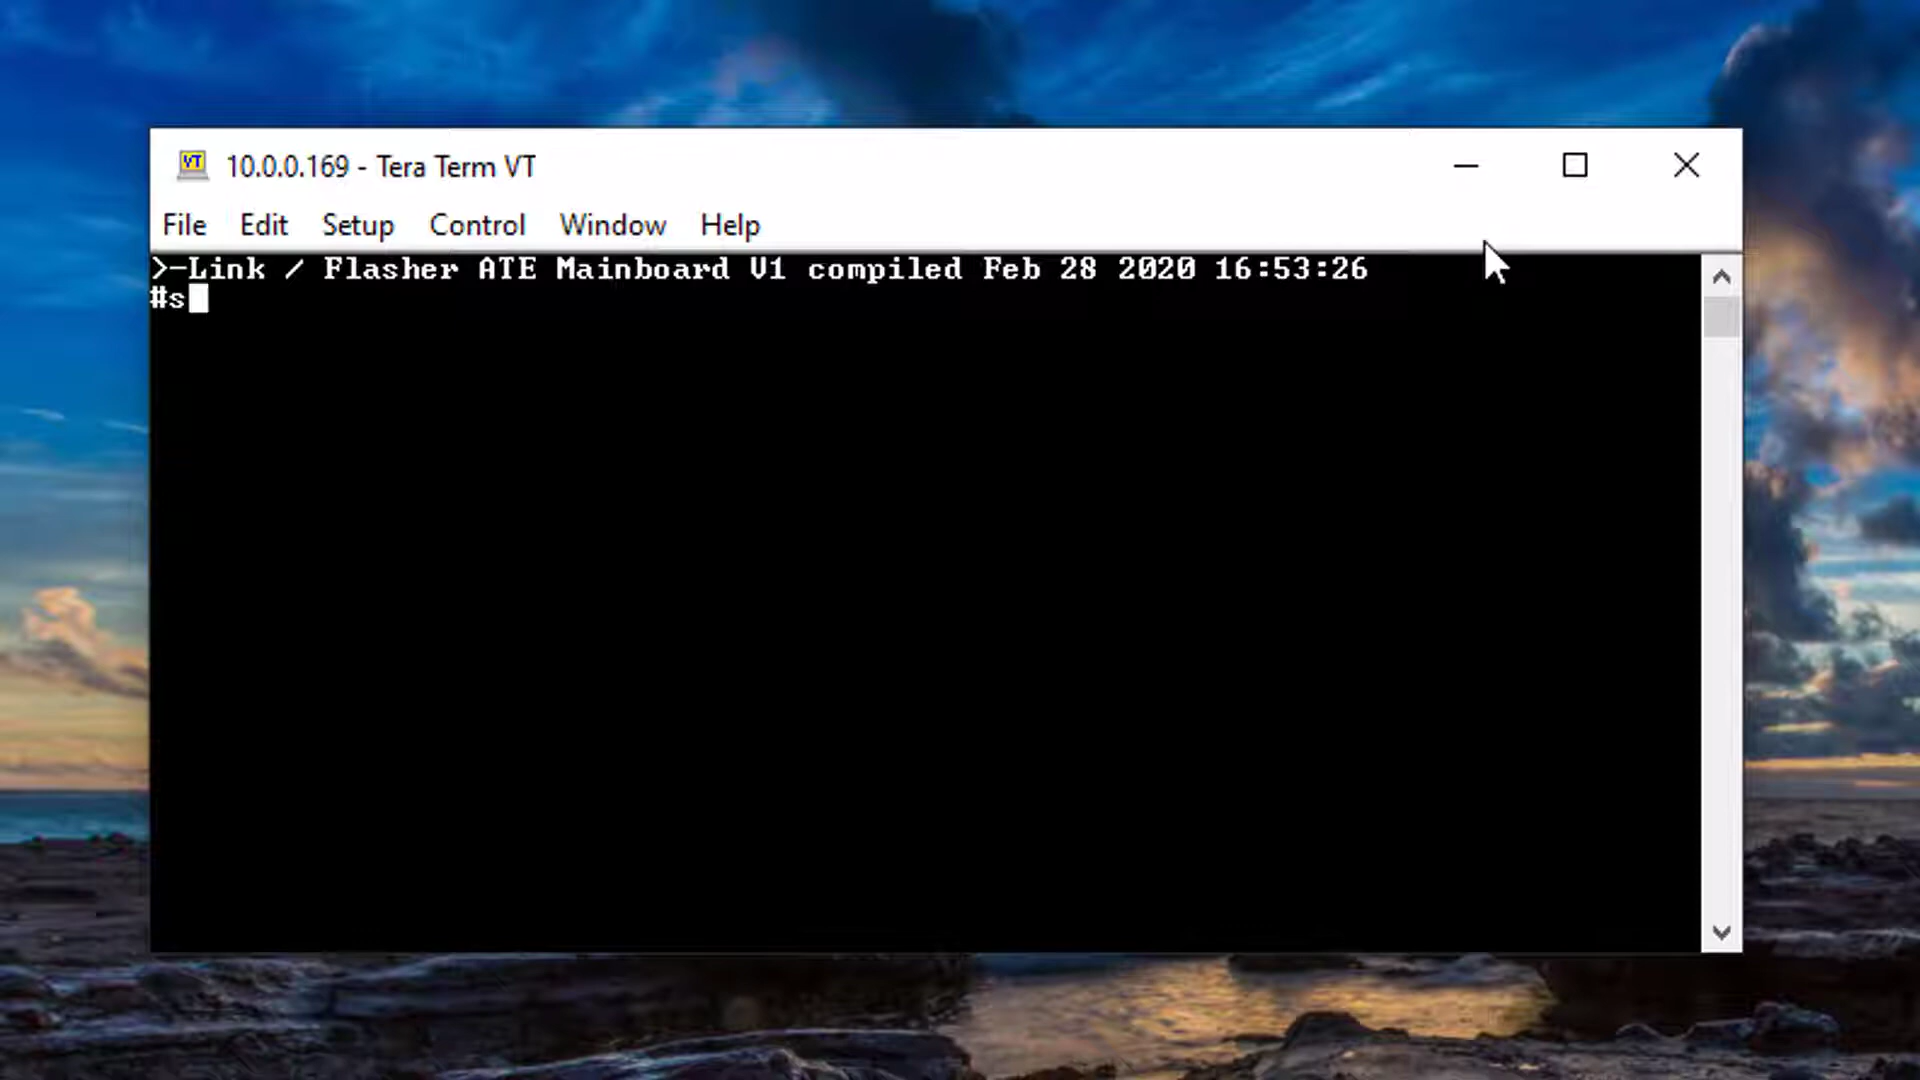 VT
10.0.0.169 - Tera Term VT
File Edit Setup Control Window Help
>-Link / Flasher ATE Mainboard V1 compiled Feb 28 2020 16:53:26
#s